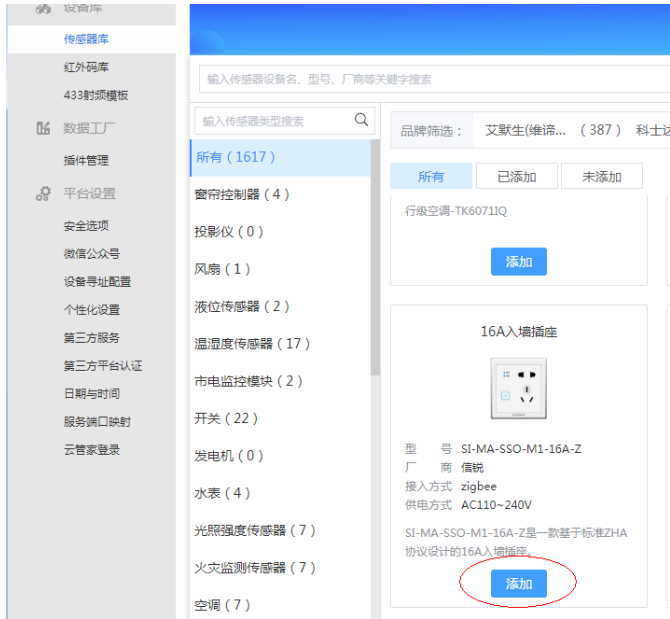 设备库
传感器库
红外码库
433射频模板
数据工厂
插件管理
平台设置
安全选项
微信公众号
设备寻址配置
个性化设置
第三方服务
第三方平台认证
日期与时间
服务端口映射
云管家登录
输入传感器设备名、型号、厂商等关键字搜索
输入传感器类型搜索
所有（1617）
窗帘控制器（4）
投影仪（0）
风扇（1）
液位传感器（2）
温湿度传感器（17）
市电监控模块（2）
开关（22）
发电机（0）
水表（4）
光照强度传感器（7）
火灾监测传感器（7）
空调（7）
品牌筛选： 艾默生(维谛... （387） 科士达
所有 已添加 未添加
行级空调-TK6071IQ
添加
16A入墙插座
型 号 SI-MA-SSO-M1-16A-Z
厂 商 信锐
接入方式 zigbee
供电方式 AC110~240V
SI-MA-SSO-M1-16A-Z是一款基于标准ZHA
协议设计的16A入墙插座。
添加